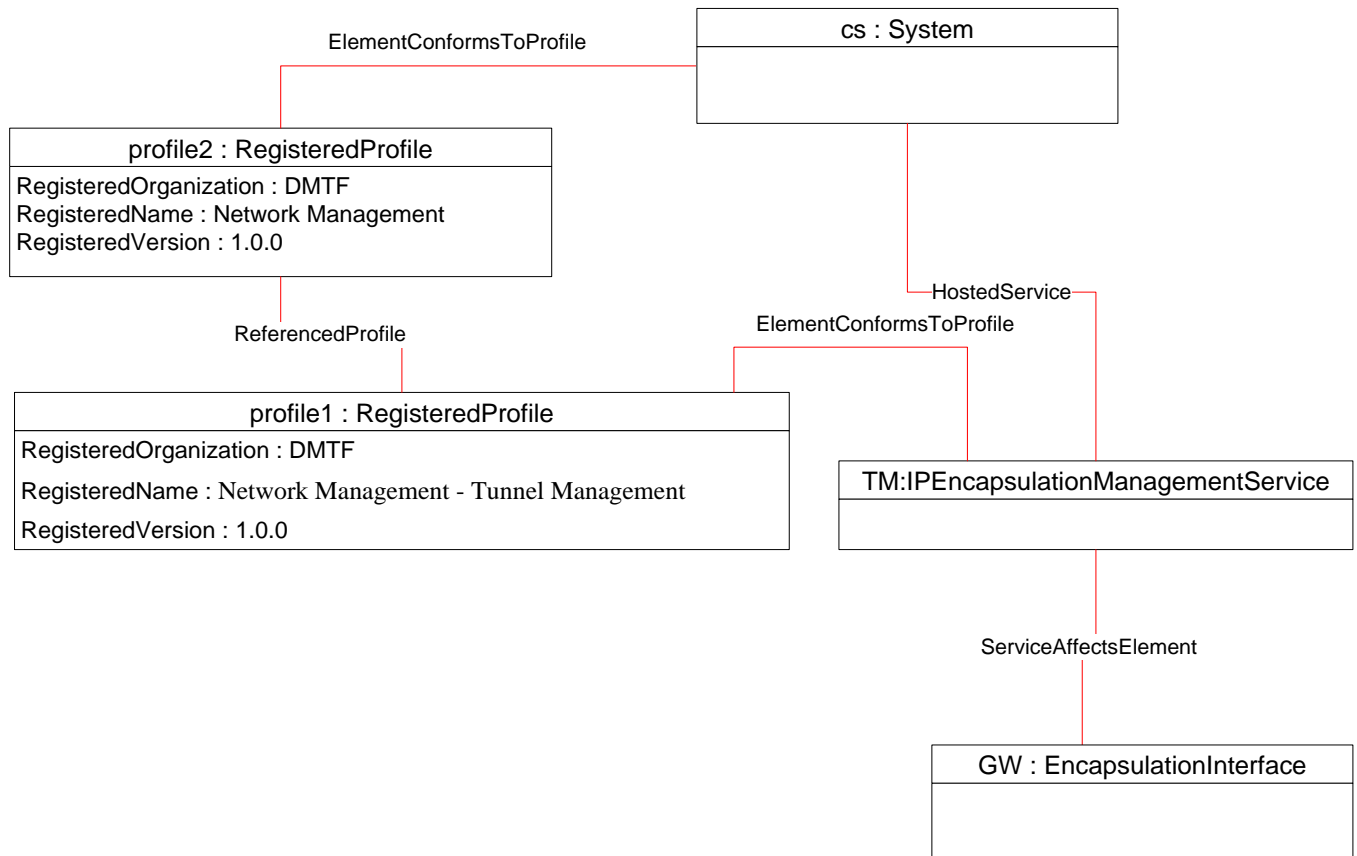 ElementConformsToProfile
cs : System
profile2 : RegisteredProfile
RegisteredOrganization : DMTF
RegisteredName : Network Management
RegisteredVersion : 1.0.0
HostedService
ReferencedProfile
ElementConformsToProfile
profile1 : RegisteredProfile
RegisteredOrganization : DMTF
RegisteredName : Network Management - Tunnel Management
RegisteredVersion : 1.0.0
TM:IPEncapsulationManagementService
ServiceAffectsElement
GW : EncapsulationInterface